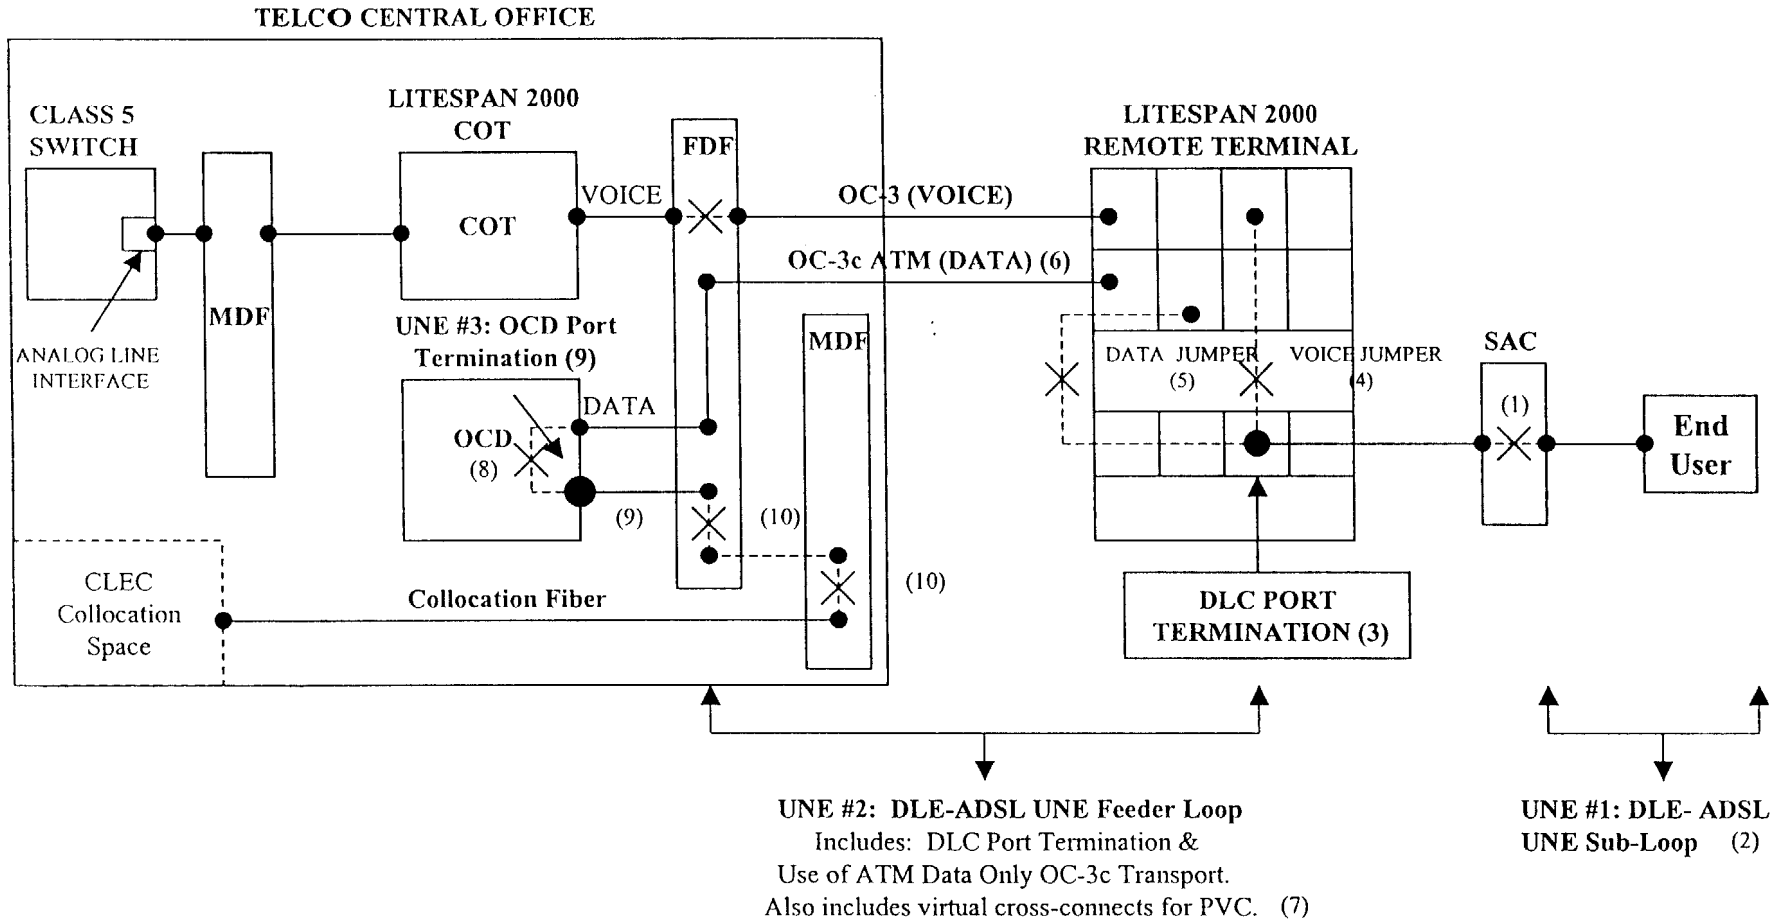 TELCO CENTRAL OFFICE
CLASS 5
SWITCH
LITESPAN 2000
COT
FDF
LITESPAN 2000
REMOTE TERMINAL
VOICE
OC-3 (VOICE)
COT
OC-3c ATM (DATA) (6)
MDF
UNE #3: OCD Port
Termination (9)
MDF
ANALOG LINE
INTERFACE
DATA JUMPER
(5)
VOICE JUMPER
(4)
SAC
DATA
OCD
(8)
(1)
End
User
(9)
(10)
(10)
CLEC
Collocation
Space
Collocation Fiber
DLC PORT
TERMINATION (3)
UNE #2: DLE-ADSL UNE Feeder Loop
Includes: DLC Port Termination &
Use of ATM Data Only OC-3c Transport.
Also includes virtual cross-connects for PVC. (7)
UNE #1: DLE- ADSL
UNE Sub-Loop (2)